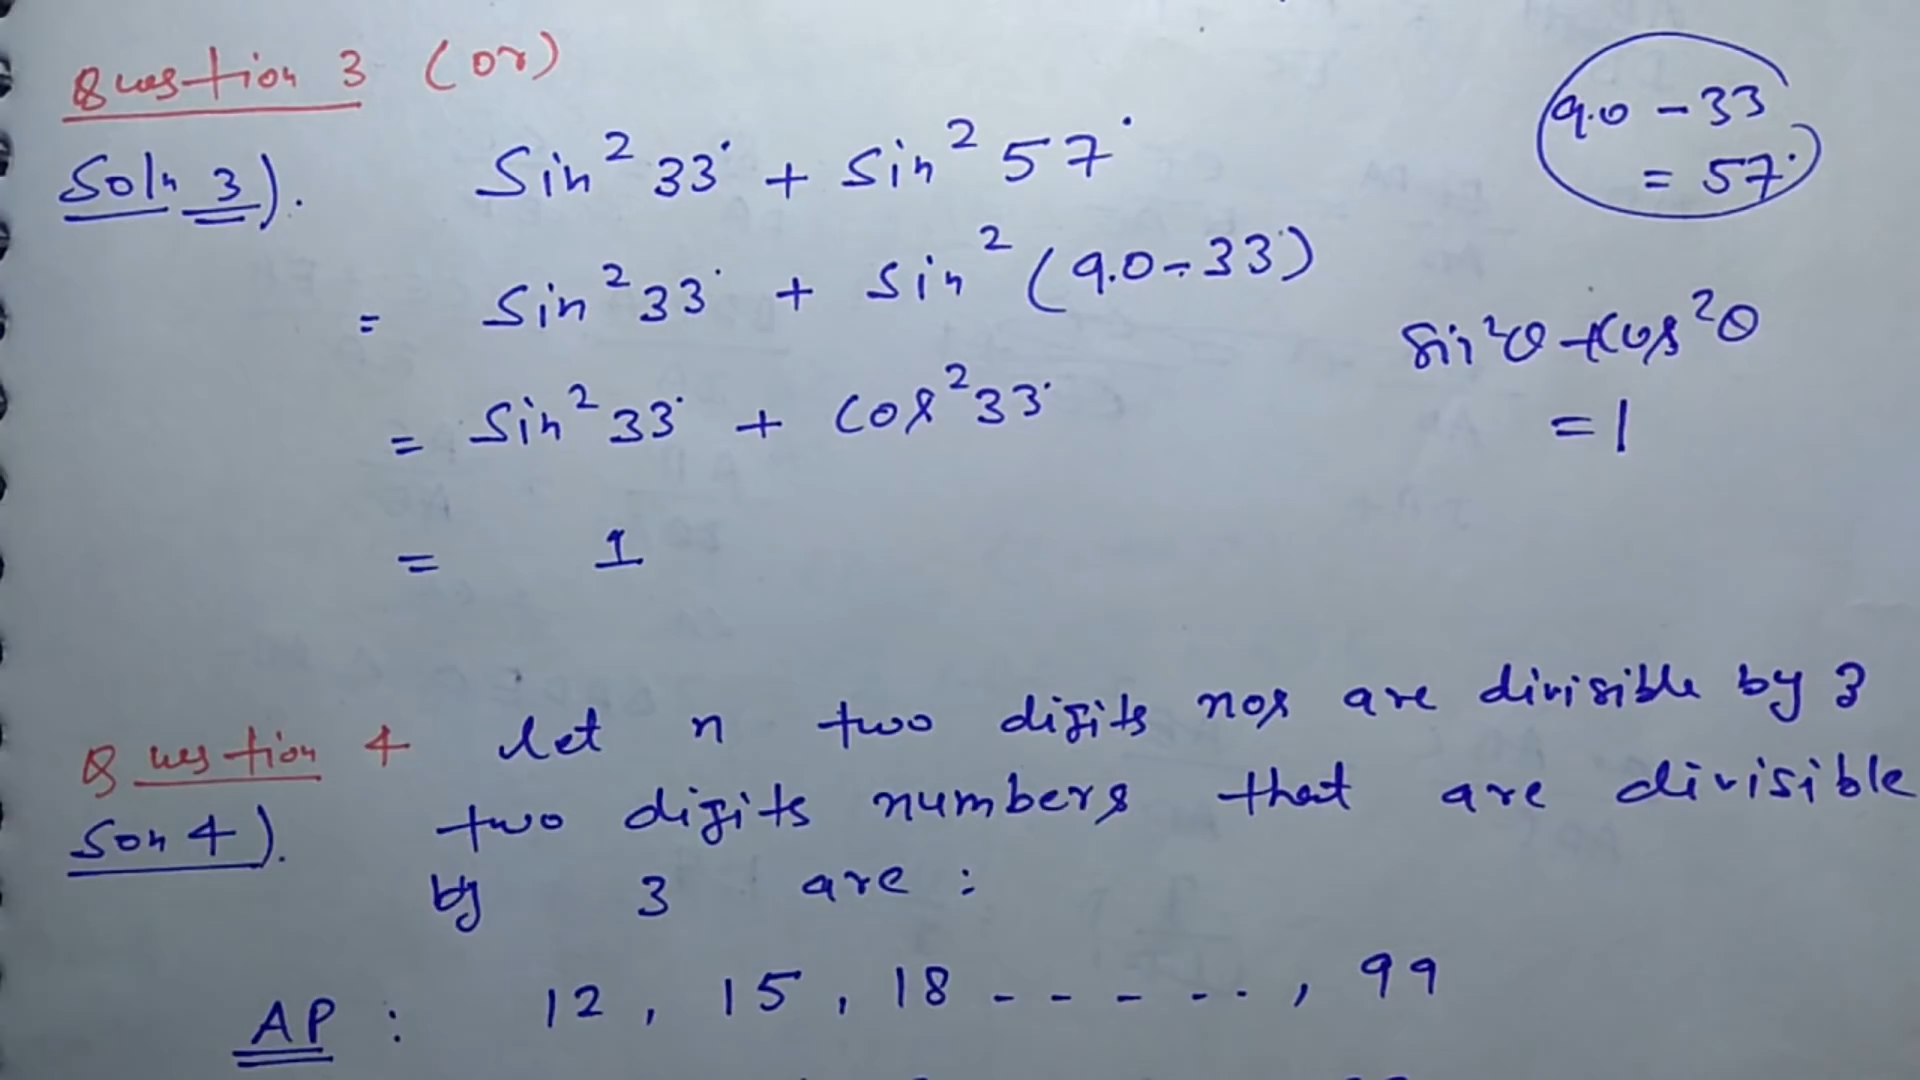 Question 3 (or)
90 - 33
= 57°
Soln 3). Sin² 33° + Sin² 57°
= Sin² 33° + Sin² (90-33)
Sin²θ + Cos²θ
= 1
= Sin² 33° + Cos² 33°
= 1
Question 4 Let n two digits nos are divisible by 3
Son 4). two digits numbers that are divisible
by 3 are :
AP : 12, 15, 18 - - - - - -, 99